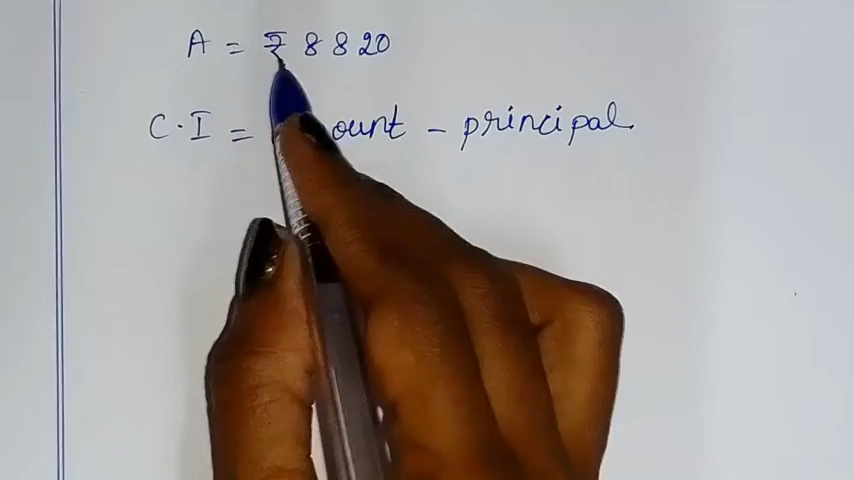 A = ₹ 8820
C.I = ount - principal